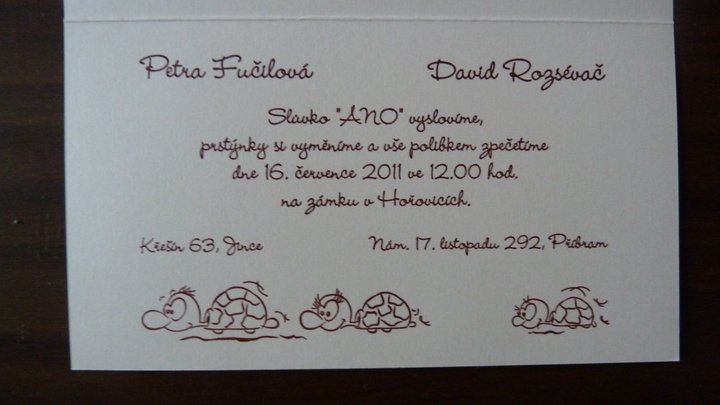 Petra Fučilová David Rozsévač
Slůvko "ANO" vyslovíme,
prstýnky si vyměníme a vše polibkem zpečetíme
dne 16. července 2011 ve 12.00 hod.
na zámku v Hořovicích.
Křešín 63, Jince Nám. 17. listopadu 292, Příbram